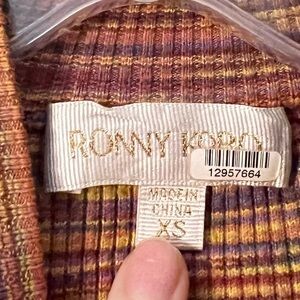 RONNY KOBO
12957664
MADE IN
CHINA
XS